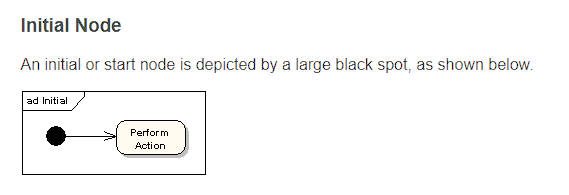 Initial Node
An initial or start node is depicted by a large black spot, as shown below.
ad Initial
Perform
Action